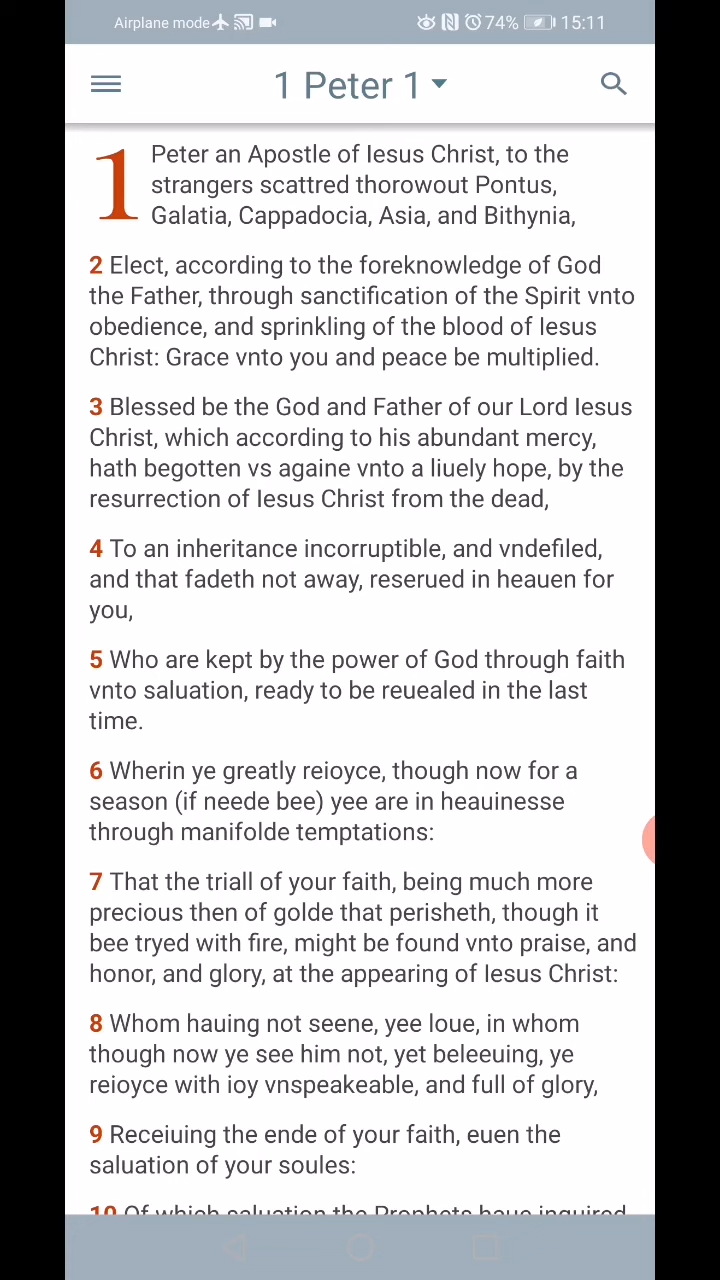 Airplane mode 74% 15:11
1 Peter 1
1 Peter an Apostle of Iesus Christ, to the
strangers scattred thorowout Pontus,
Galatia, Cappadocia, Asia, and Bithynia,
2 Elect, according to the foreknowledge of God
the Father, through sanctification of the Spirit vnto
obedience, and sprinkling of the blood of Iesus
Christ: Grace vnto you and peace be multiplied.
3 Blessed be the God and Father of our Lord Iesus
Christ, which according to his abundant mercy,
hath begotten vs againe vnto a liuely hope, by the
resurrection of Iesus Christ from the dead,
4 To an inheritance incorruptible, and vndefiled,
and that fadeth not away, reserued in heauen for
you,
5 Who are kept by the power of God through faith
vnto saluation, ready to be reuealed in the last
time.
6 Wherin ye greatly reioyce, though now for a
season (if neede bee) yee are in heauinesse
through manifolde temptations:
7 That the triall of your faith, being much more
precious then of golde that perisheth, though it
bee tryed with fire, might be found vnto praise, and
honor, and glory, at the appearing of Iesus Christ:
8 Whom hauing not seene, yee loue, in whom
though now ye see him not, yet beleeuing, ye
reioyce with ioy vnspeakeable, and full of glory,
9 Receiuing the ende of your faith, euen the
saluation of your soules:
10 Of which saluation the Prophets haue inquired